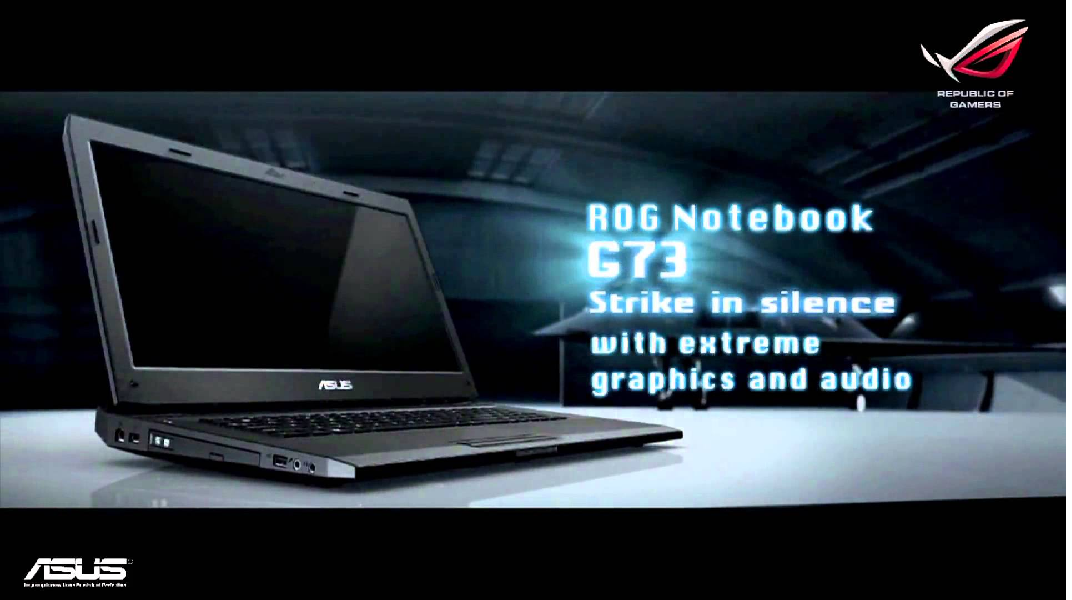 REPUBLIC OF
GAMERS
ROG Notebook
G73
Strike in silence
with extreme
graphics and audio
ASUS
ASUS